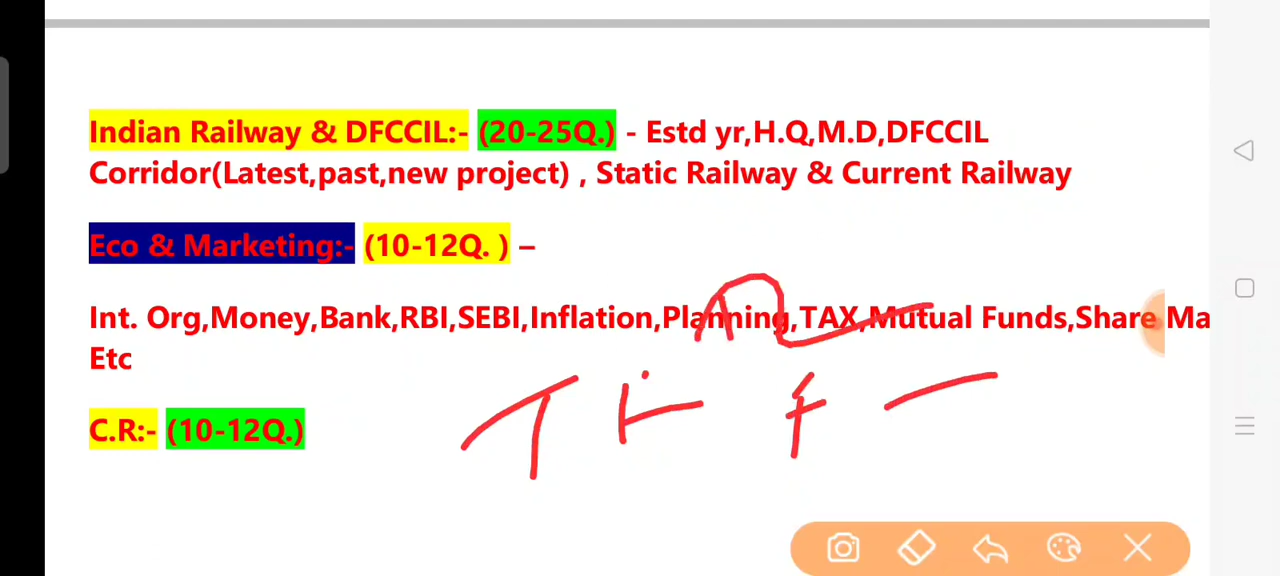 Indian Railway & DFCCIL:- (20-25Q.) - Estd yr,H.Q,M.D,DFCCIL
Corridor(Latest,past,new project) , Static Railway & Current Railway
Eco & Marketing:- (10-12Q. ) –
Int. Org,Money,Bank,RBI,SEBI,Inflation,Planning,TAX,Mutual Funds,Share Ma
Etc
C.R:- (10-12Q.)